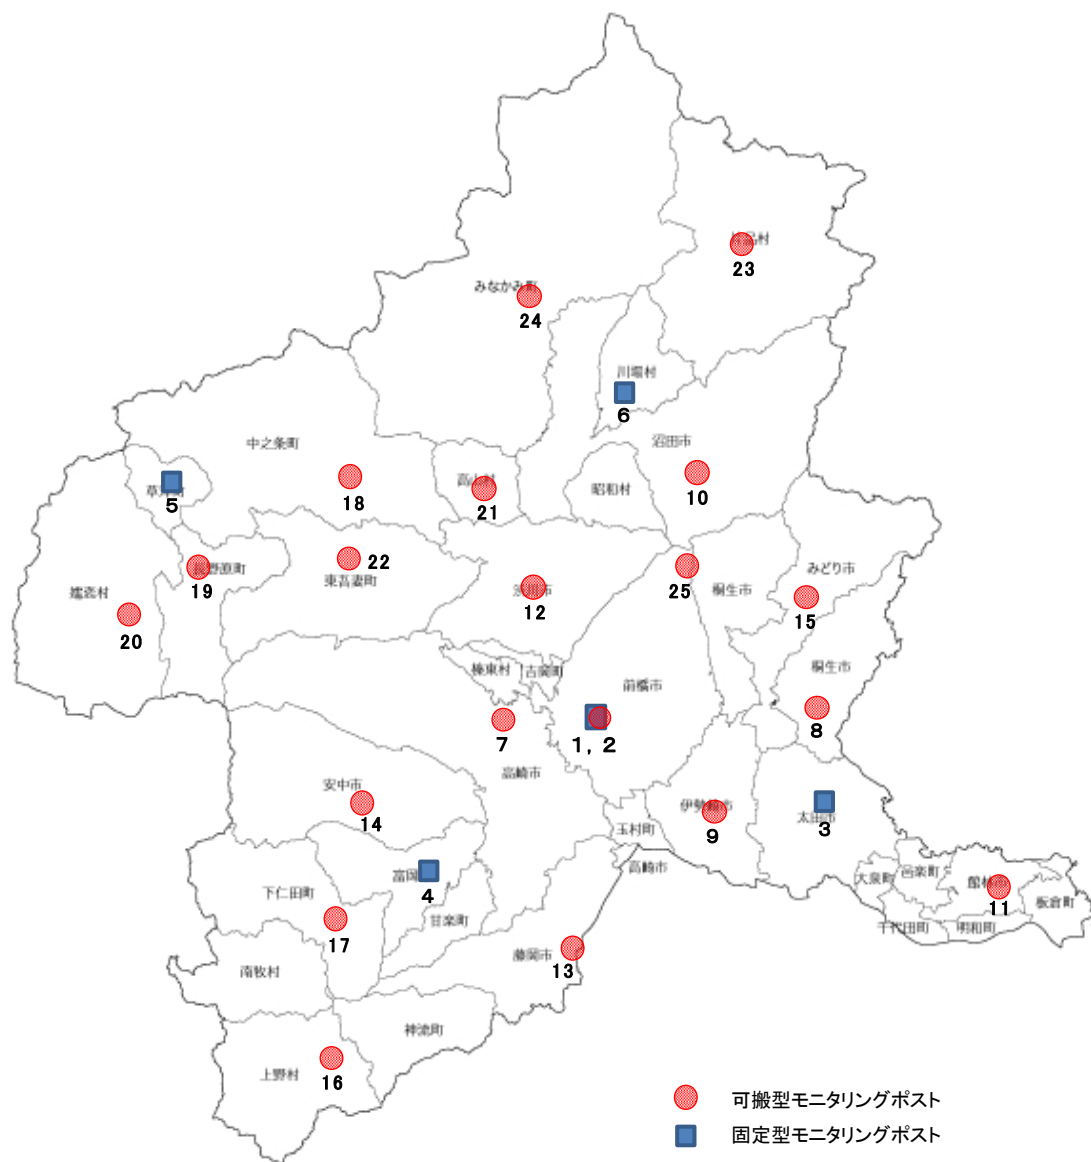 片品村
23
みなかみ町
24
川場村
6
沼田市
中之条町
高山村
昭和村
草津町
5
18
21
10
22
長野原町
19
東吾妻町
渋川市
12
25
桐生市
みどり市
15
嬬恋村
20
桐生市
榛東村
吉岡町
前橋市
7
1, 2
8
高崎市
安中市
14
伊勢崎市
9
太田市
3
玉村町
高崎市
富岡
4
下仁田町
甘楽町
17
大泉町
邑楽町
館林市
11
板倉町
千代田町
明和町
藤岡市
13
南牧村
神流町
上野村
16
可搬型モニタリングポスト
固定型モニタリングポスト